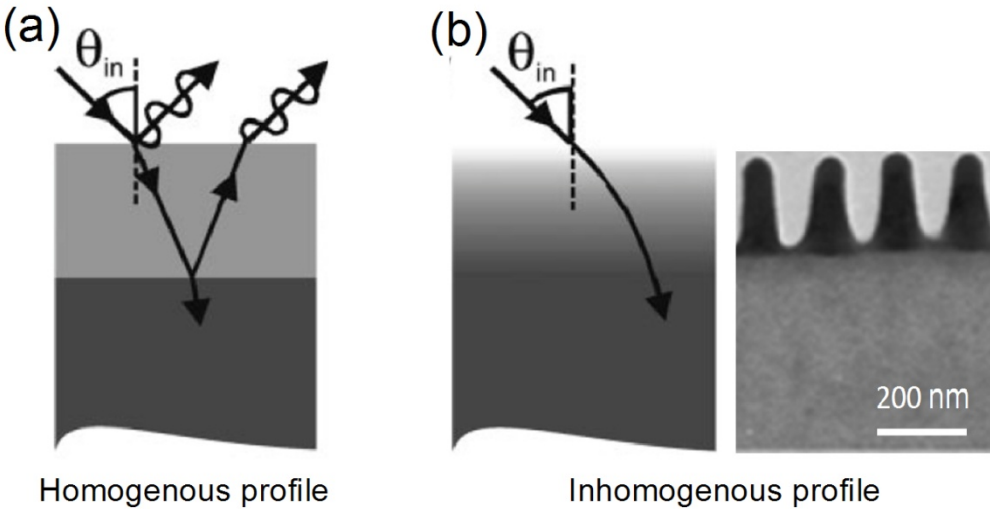 (a)
θin
(b)
θin
200 nm
Homogenous profile
Inhomogenous profile